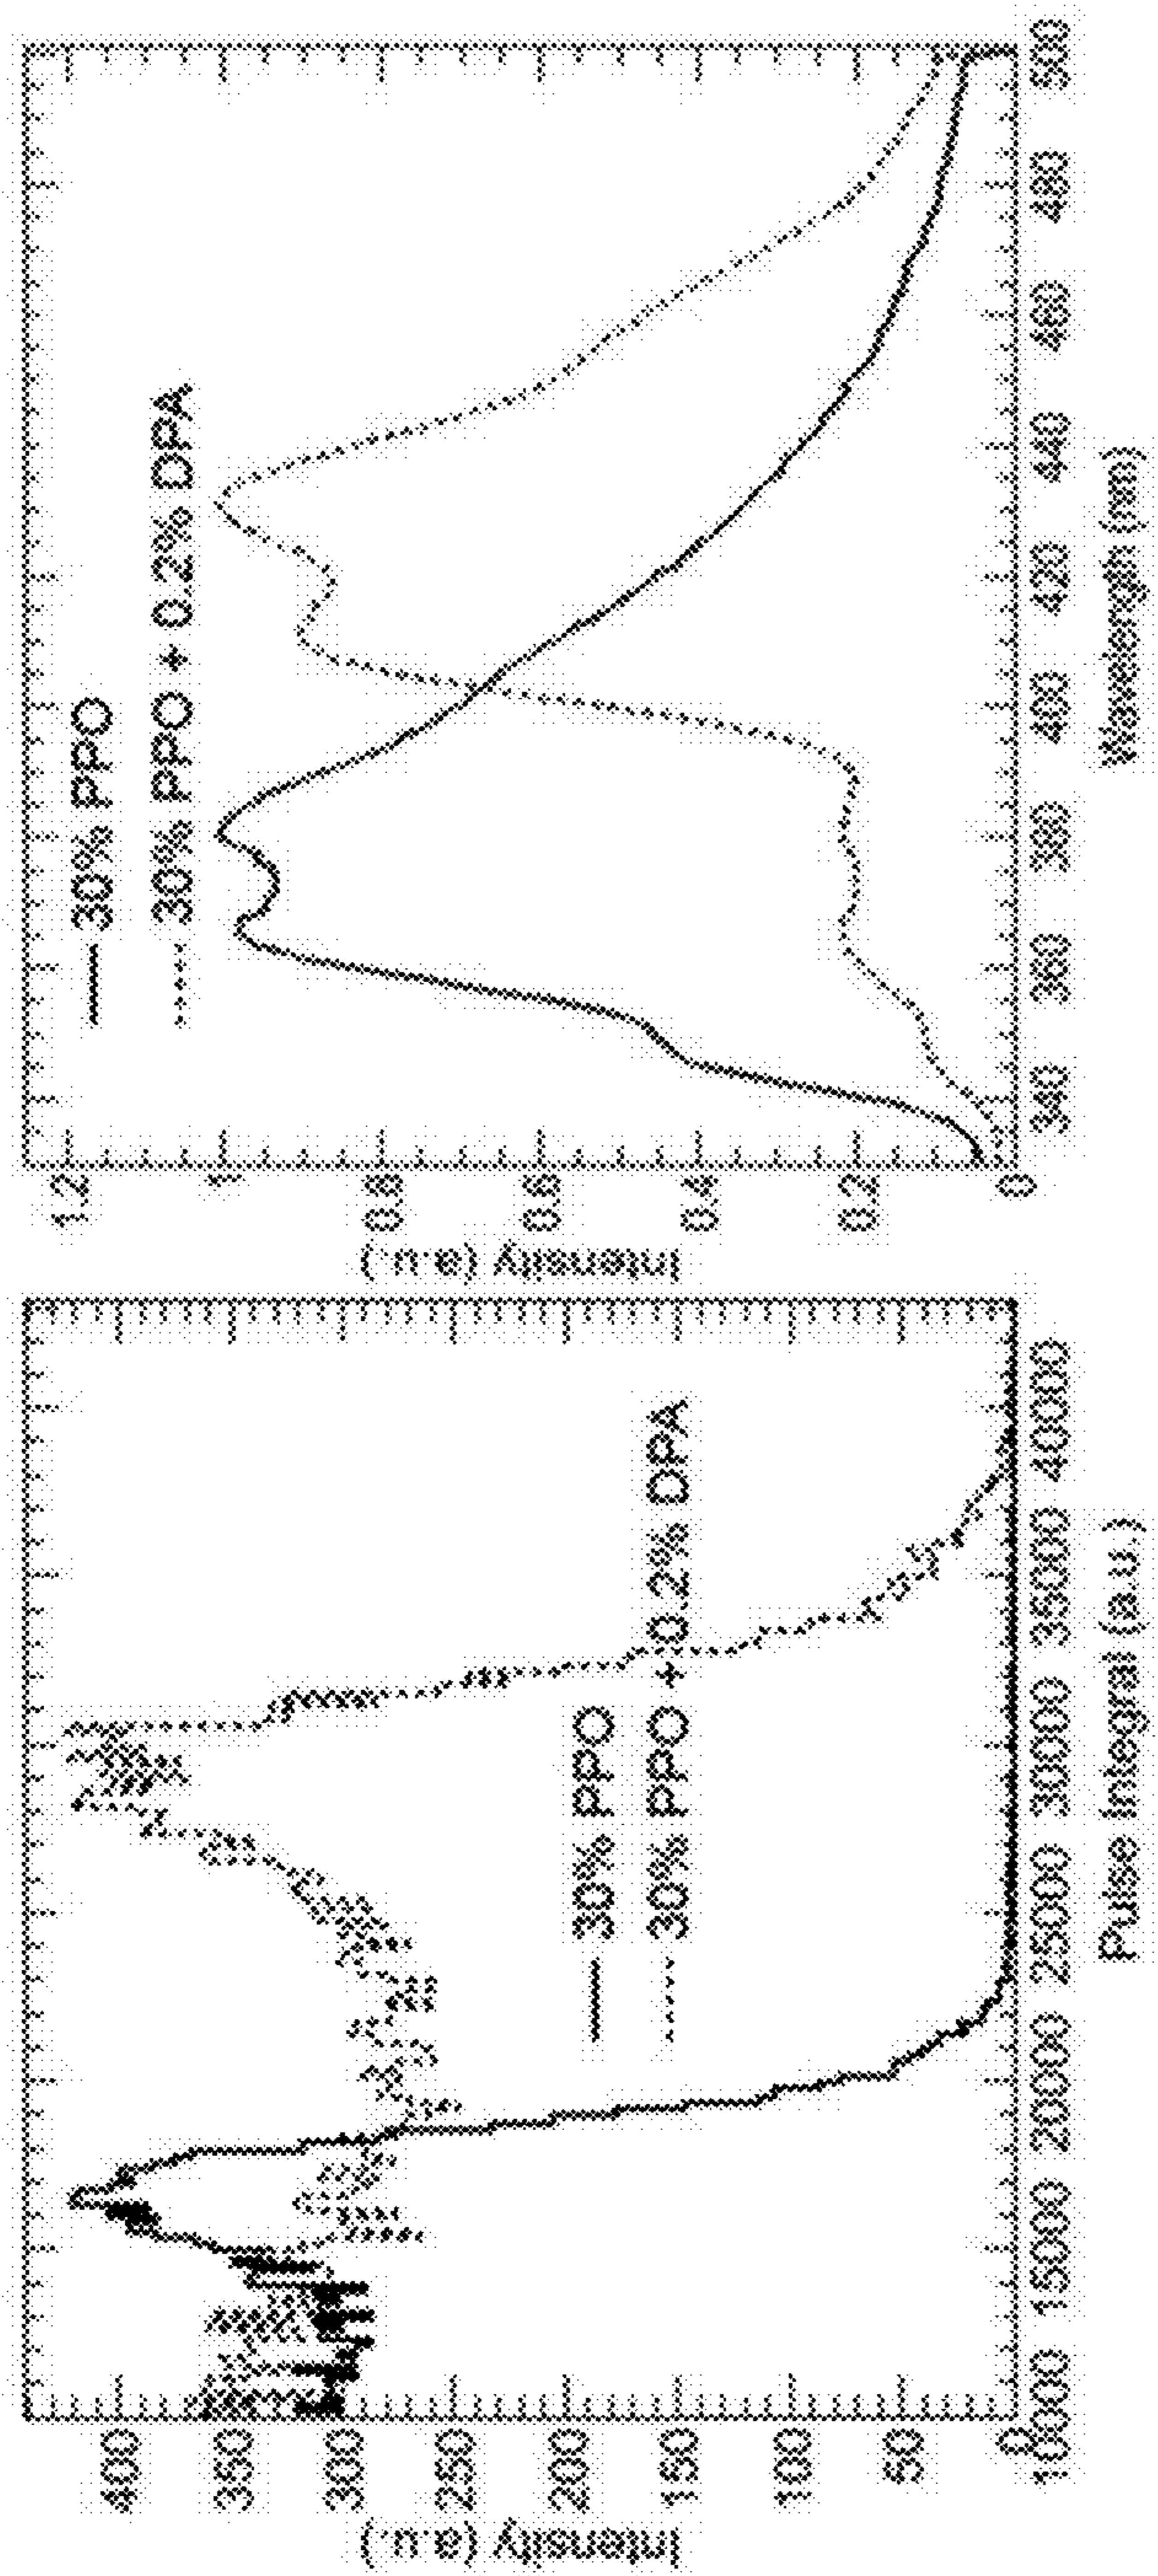 Intensity (a.u.)
400
350
300
250
200
150
100
50
0
30% PPO
30% PPO + 0.2% DPA
10000 15000 20000 25000 30000 35000 40000
Pulse Integral (a.u.)
Intensity (a.u.)
1.2
1
0.8
0.6
0.4
0.2
0
30% PPO
30% PPO + 0.2% DPA
340 360 380 400 420 440 460 480 500
Wavelength (nm)